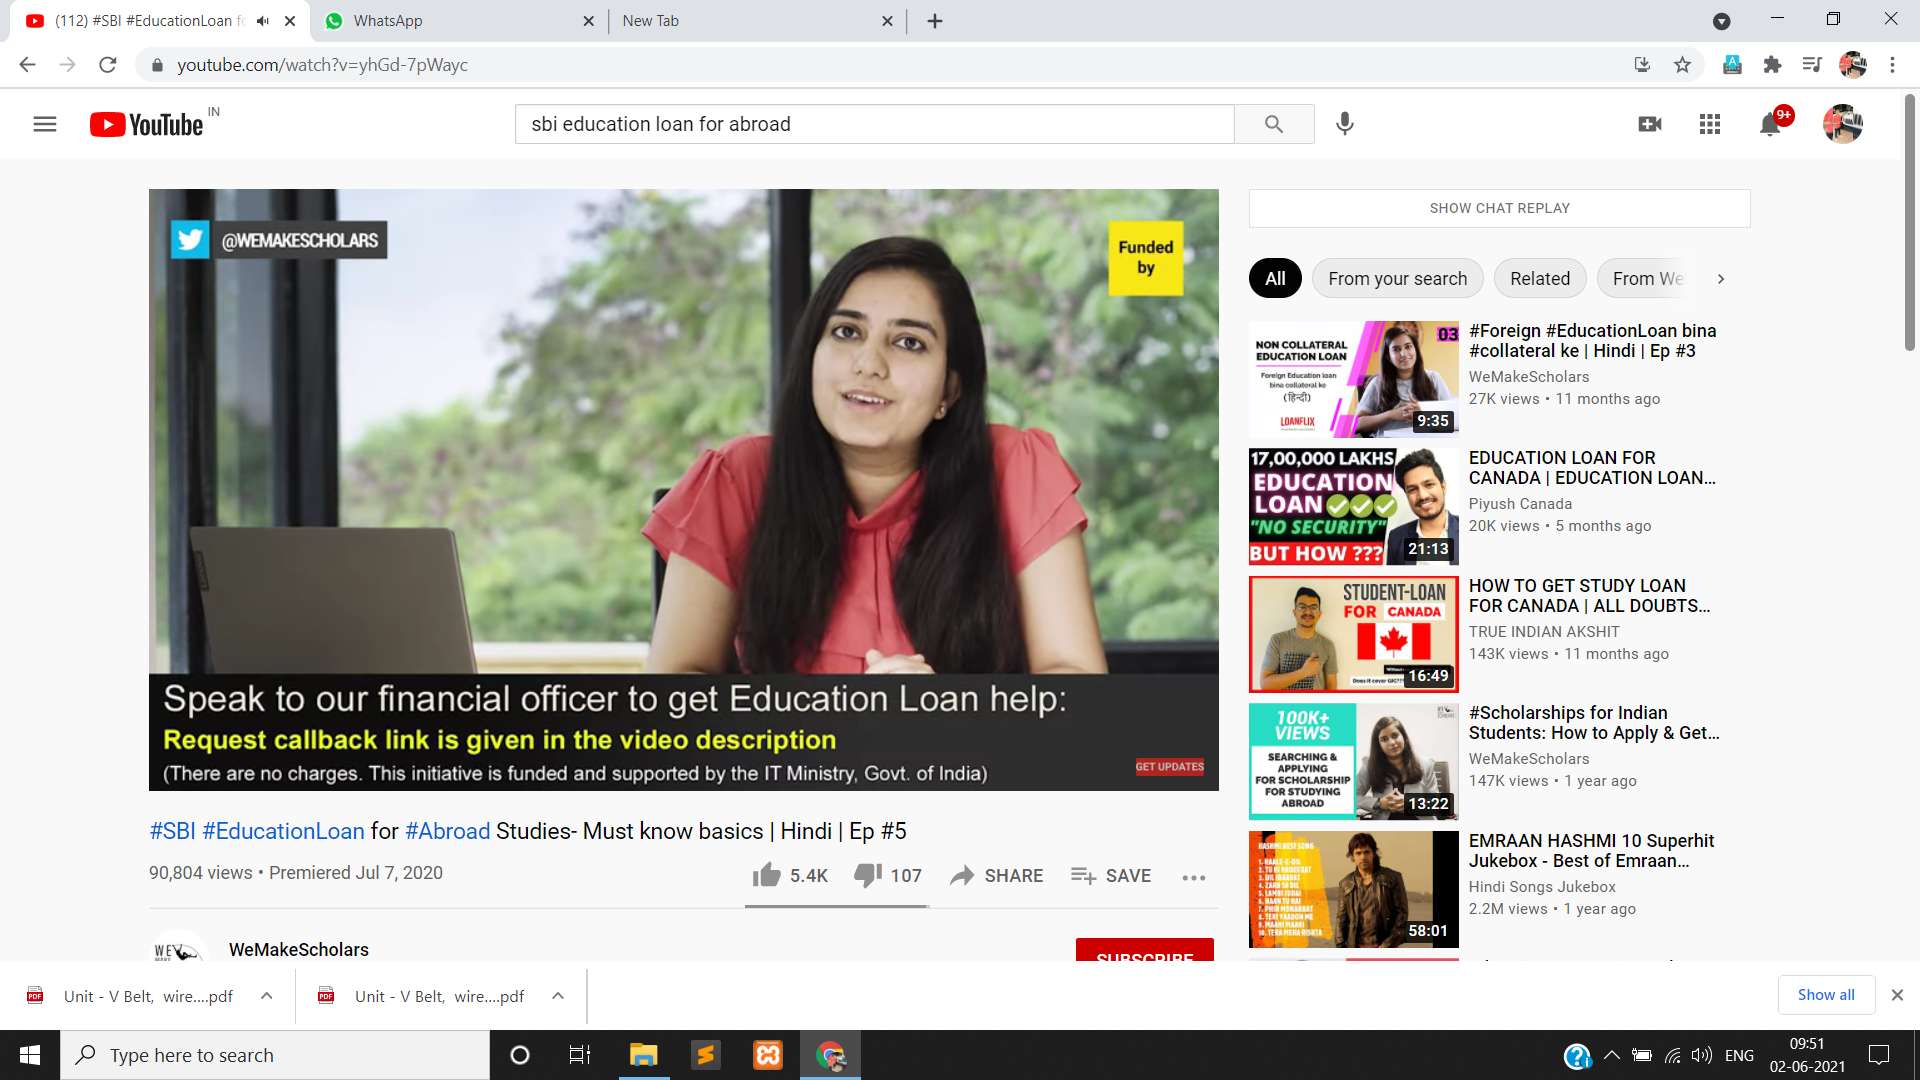 (112) #SBI #EducationLoan fo
WhatsApp
New Tab
youtube.com/watch?v=yhGd-7pWayc
YouTube IN
sbi education loan for abroad
9+
@WEMAKESCHOLARS
Funded
by
Speak to our financial officer to get Education Loan help:
Request callback link is given in the video description
(There are no charges. This initiative is funded and supported by the IT Ministry, Govt. of India)
GET UPDATES
#SBI #EducationLoan for #Abroad Studies- Must know basics | Hindi | Ep #5
90,804 views • Premiered Jul 7, 2020
5.4K
107
SHARE
SAVE
WeMakeScholars
SUBSCRIBE
SHOW CHAT REPLAY
All
From your search
Related
From We
03
NON COLLATERAL
EDUCATION LOAN
Foreign Education loan
bina collateral ke
(हिन्दी)
LOANFLIX
9:35
#Foreign #EducationLoan bina
#collateral ke | Hindi | Ep #3
WeMakeScholars
27K views • 11 months ago
17,00,000 LAKHS
EDUCATION
LOAN
"NO SECURITY"
BUT HOW ???
21:13
EDUCATION LOAN FOR
CANADA | EDUCATION LOAN...
Piyush Canada
20K views • 5 months ago
STUDENT-LOAN
FOR CANADA
Does it cover GIC??
16:49
HOW TO GET STUDY LOAN
FOR CANADA | ALL DOUBTS...
TRUE INDIAN AKSHIT
143K views • 11 months ago
100K+
VIEWS
SEARCHING &
APPLYING
FOR SCHOLARSHIP
FOR STUDYING
ABROAD
13:22
#Scholarships for Indian
Students: How to Apply & Get...
WeMakeScholars
147K views • 1 year ago
58:01
EMRAAN HASHMI 10 Superhit
Jukebox - Best of Emraan...
Hindi Songs Jukebox
2.2M views • 1 year ago
Unit - V Belt, wire....pdf
Unit - V Belt, wire....pdf
Show all
Type here to search
ENG
09:51
02-06-2021